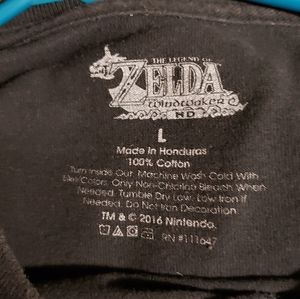 THE LEGEND OF
ZELDA
Windwaker
HD
L
Made in Honduras
100% Cotton
Turn Inside Out. Machine Wash Cold With
Like Colors. Only Non-Chlorine Bleach When
Needed. Tumble Dry Low. Low Iron If
Needed. Do Not Iron Decoration
TM & © 2016 Nintendo.
RN #111647